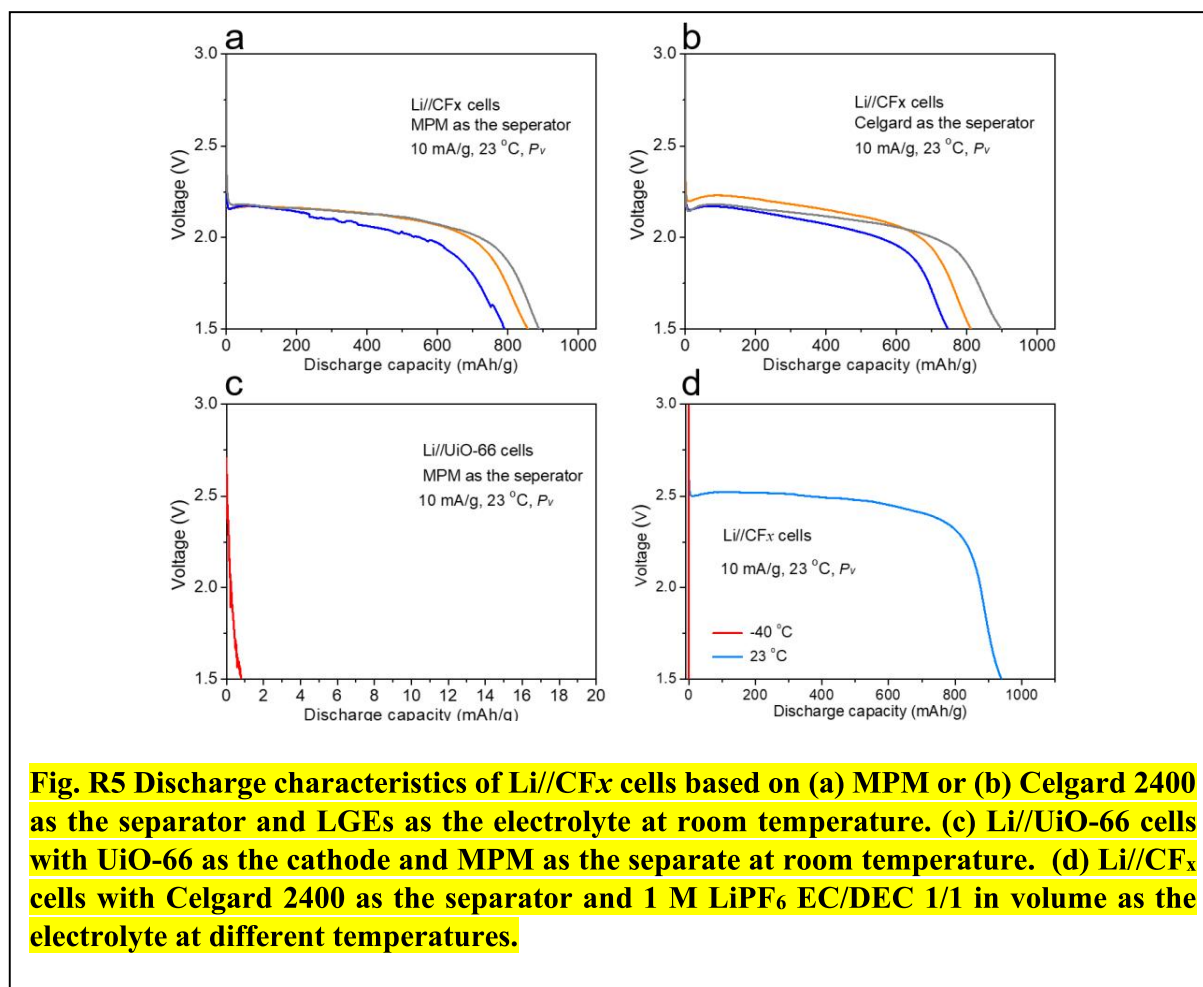 a
3.0
2.5
2.0
1.5
Voltage (V)
Li//CFx cells
MPM as the seperator
10 mA/g, 23 °C, Pv
0 200 400 600 800 1000
Discharge capacity (mAh/g)
b
3.0
2.5
2.0
1.5
Voltage (V)
Li//CFx cells
Celgard as the seperator
10 mA/g, 23 °C, Pv
0 200 400 600 800 1000
Discharge capacity (mAh/g)
c
3.0
2.5
2.0
1.5
Voltage (V)
Li//UiO-66 cells
MPM as the seperator
10 mA/g, 23 °C, Pv
0 2 4 6 8 10 12 14 16 18 20
Discharge capacity (mAh/g)
d
3.0
2.5
2.0
1.5
Voltage (V)
Li//CFx cells
10 mA/g, 23 °C, Pv
-40 °C
23 °C
0 200 400 600 800 1000
Discharge capacity (mAh/g)
Fig. R5 Discharge characteristics of Li//CFx cells based on (a) MPM or (b) Celgard 2400
as the separator and LGEs as the electrolyte at room temperature. (c) Li//UiO-66 cells
with UiO-66 as the cathode and MPM as the separate at room temperature. (d) Li//CFₓ
cells with Celgard 2400 as the separator and 1 M LiPF₆ EC/DEC 1/1 in volume as the
electrolyte at different temperatures.